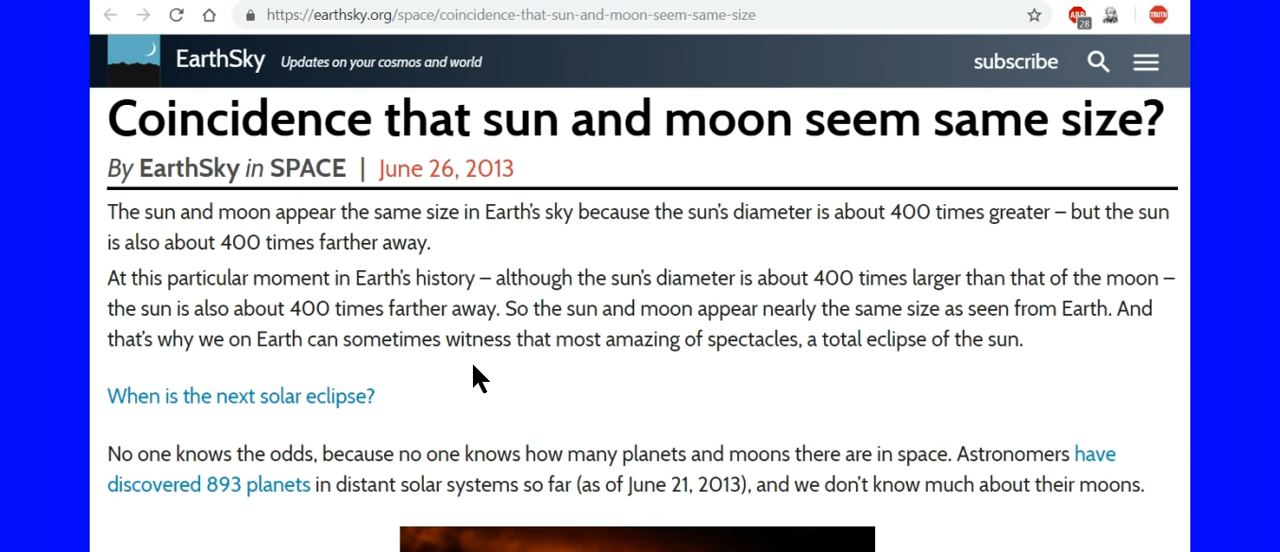 https://earthsky.org/space/coincidence-that-sun-and-moon-seem-same-size
ABP
28
TRUTH
EarthSky
Updates on your cosmos and world
subscribe
Coincidence that sun and moon seem same size?
By EarthSky in SPACE | June 26, 2013
The sun and moon appear the same size in Earth's sky because the sun's diameter is about 400 times greater – but the sun
is also about 400 times farther away.
At this particular moment in Earth's history – although the sun's diameter is about 400 times larger than that of the moon –
the sun is also about 400 times farther away. So the sun and moon appear nearly the same size as seen from Earth. And
that's why we on Earth can sometimes witness that most amazing of spectacles, a total eclipse of the sun.
When is the next solar eclipse?
No one knows the odds, because no one knows how many planets and moons there are in space. Astronomers have
discovered 893 planets in distant solar systems so far (as of June 21, 2013), and we don't know much about their moons.